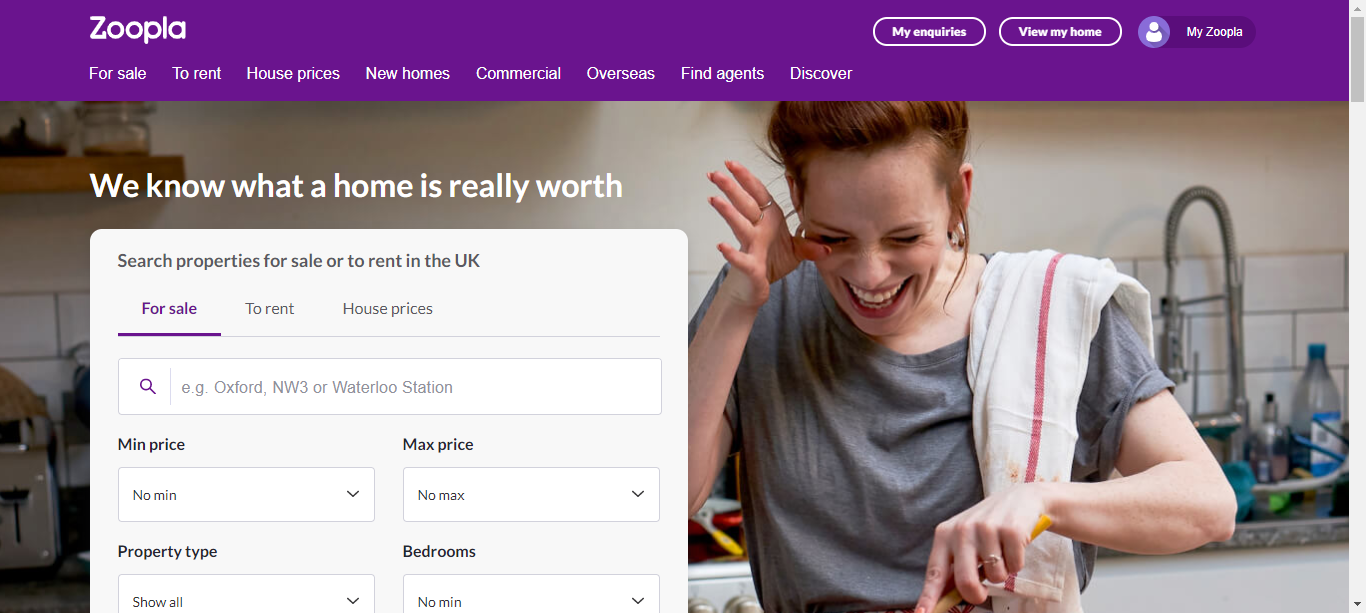 Zoopla
My enquiries
View my home
My Zoopla
For sale To rent House prices New homes Commercial Overseas Find agents Discover
We know what a home is really worth
Search properties for sale or to rent in the UK
For sale To rent House prices
e.g. Oxford, NW3 or Waterloo Station
Min price Max price
No min No max
Property type Bedrooms
Show all No min